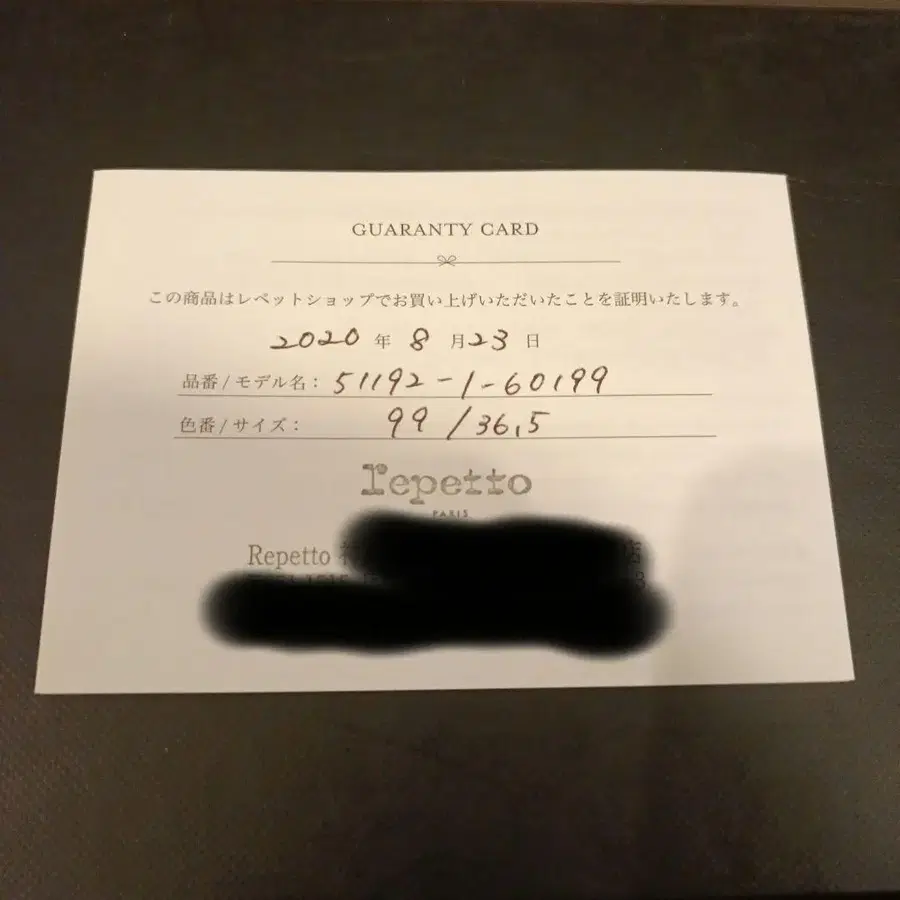 GUARANTY CARD
この商品はレペットショップでお買い上げいただいたことを証明いたします。
2020 年 8 月 23 日
品番 / モデル名： 51192-1-60199
色番 / サイズ： 99 / 36,5
repetto
PARIS
Repetto 店